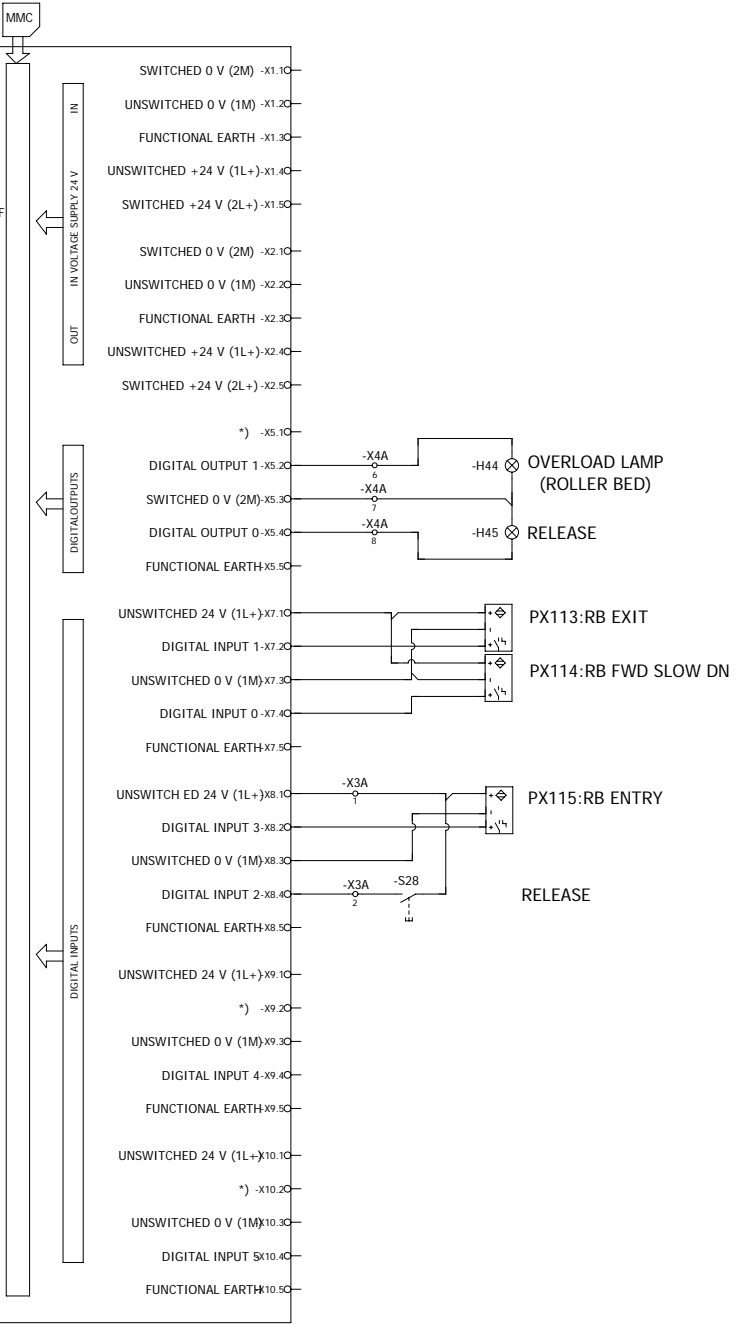 MMC
F
IN
IN VOLTAGE SUPPLY 24 V
OUT
SWITCHED 0 V (2M) -X1.1
UNSWITCHED 0 V (1M) -X1.2
FUNCTIONAL EARTH -X1.3
UNSWITCHED +24 V (1L+)-X1.4
SWITCHED +24 V (2L+) -X1.5
SWITCHED 0 V (2M) -X2.1
UNSWITCHED 0 V (1M) -X2.2
FUNCTIONAL EARTH -X2.3
UNSWITCHED +24 V (1L+)-X2.4
SWITCHED +24 V (2L+)-X2.5
DIGITALOUTPUTS
*) -X5.1
DIGITAL OUTPUT 1-X5.2
-X4A
6
-H44
OVERLOAD LAMP
(ROLLER BED)
SWITCHED 0 V (2M)-X5.3
-X4A
7
DIGITAL OUTPUT 0-X5.4
-X4A
8
-H45
RELEASE
FUNCTIONAL EARTH-X5.5
DIGITAL INPUTS
UNSWITCHED 24 V (1L+)-X7.1
+
-
+
PX113:RB EXIT
DIGITAL INPUT 1-X7.2
UNSWITCHED 0 V (1M)-X7.3
+
-
+
PX114:RB FWD SLOW DN
DIGITAL INPUT 0-X7.4
FUNCTIONAL EARTH-X7.5
UNSWITCH ED 24 V (1L+)-X8.1
-X3A
1
+
-
+
PX115:RB ENTRY
DIGITAL INPUT 3-X8.2
UNSWITCHED 0 V (1M)-X8.3
DIGITAL INPUT 2-X8.4
-X3A
2
-S28
RELEASE
FUNCTIONAL EARTH-X8.5
UNSWITCHED 24 V (1L+)-X9.1
*) -X9.2
UNSWITCHED 0 V (1M)-X9.3
DIGITAL INPUT 4-X9.4
FUNCTIONAL EARTH-X9.5
UNSWITCHED 24 V (1L+)-X10.1
*) -X10.2
UNSWITCHED 0 V (1M)-X10.3
DIGITAL INPUT 5-X10.4
FUNCTIONAL EARTH-X10.5